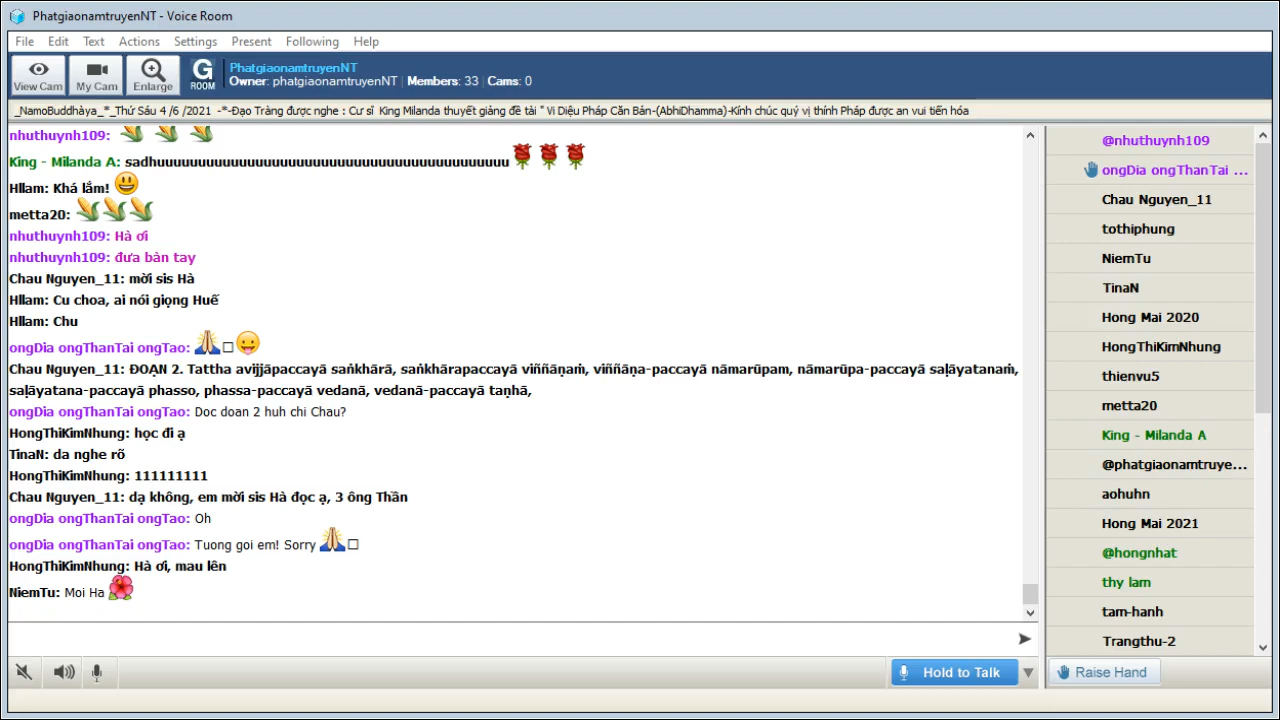 PhatgiaonamtruyenNT - Voice Room
File Edit Text Actions Settings Present Following Help
View Cam
My Cam
Enlarge
G
ROOM
PhatgiaonamtruyenNT
Owner: phatgiaonamtruyenNT | Members: 33 | Cams: 0
_NamoBuddhàya_*_Thứ Sáu 4 /6 /2021 -*-Đạo Tràng được nghe : Cư sĩ King Milanda thuyết giảng đề tài " Vi Diệu Pháp Căn Bản-(AbhiDhamma)-Kính chúc quý vị thính Pháp được an vui tiến hóa
nhuthuynh109:
King - Milanda A: sadhuuuuuuuuuuuuuuuuuuuuuuuuuuuuuuuuuuuuuuuuuuu
Hllam: Khá lắm!
metta20:
nhuthuynh109: Hà ơi
nhuthuynh109: đưa bàn tay
Chau Nguyen_11: mời sis Hà
Hllam: Cu choa, ai nói giọng Huế
Hllam: Chu
ongDia ongThanTai ongTao:
Chau Nguyen_11: ĐOẠN 2. Tattha avijjāpaccayā saṅkhārā, saṅkhārapaccayā viññāṇaṁ, viññāṇa-paccayā nāmarūpam, nāmarūpa-paccayā saḷāyatanaṁ,
saḷāyatana-paccayā phasso, phassa-paccayā vedanā, vedanā-paccayā taṇhā,
ongDia ongThanTai ongTao: Doc doan 2 huh chi Chau?
HongThiKimNhung: học đi ạ
TinaN: da nghe rõ
HongThiKimNhung: 111111111
Chau Nguyen_11: dạ không, em mời sis Hà đọc ạ, 3 ông Thần
ongDia ongThanTai ongTao: Oh
ongDia ongThanTai ongTao: Tuong goi em! Sorry
HongThiKimNhung: Hà ơi, mau lên
NiemTu: Moi Ha
@nhuthuynh109
ongDia ongThanTai ...
Chau Nguyen_11
tothiphung
NiemTu
TinaN
Hong Mai 2020
HongThiKimNhung
thienvu5
metta20
King - Milanda A
@phatgiaonamtruye...
aohuhn
Hong Mai 2021
@hongnhat
thy lam
tam-hanh
Trangthu-2
Hold to Talk
Raise Hand